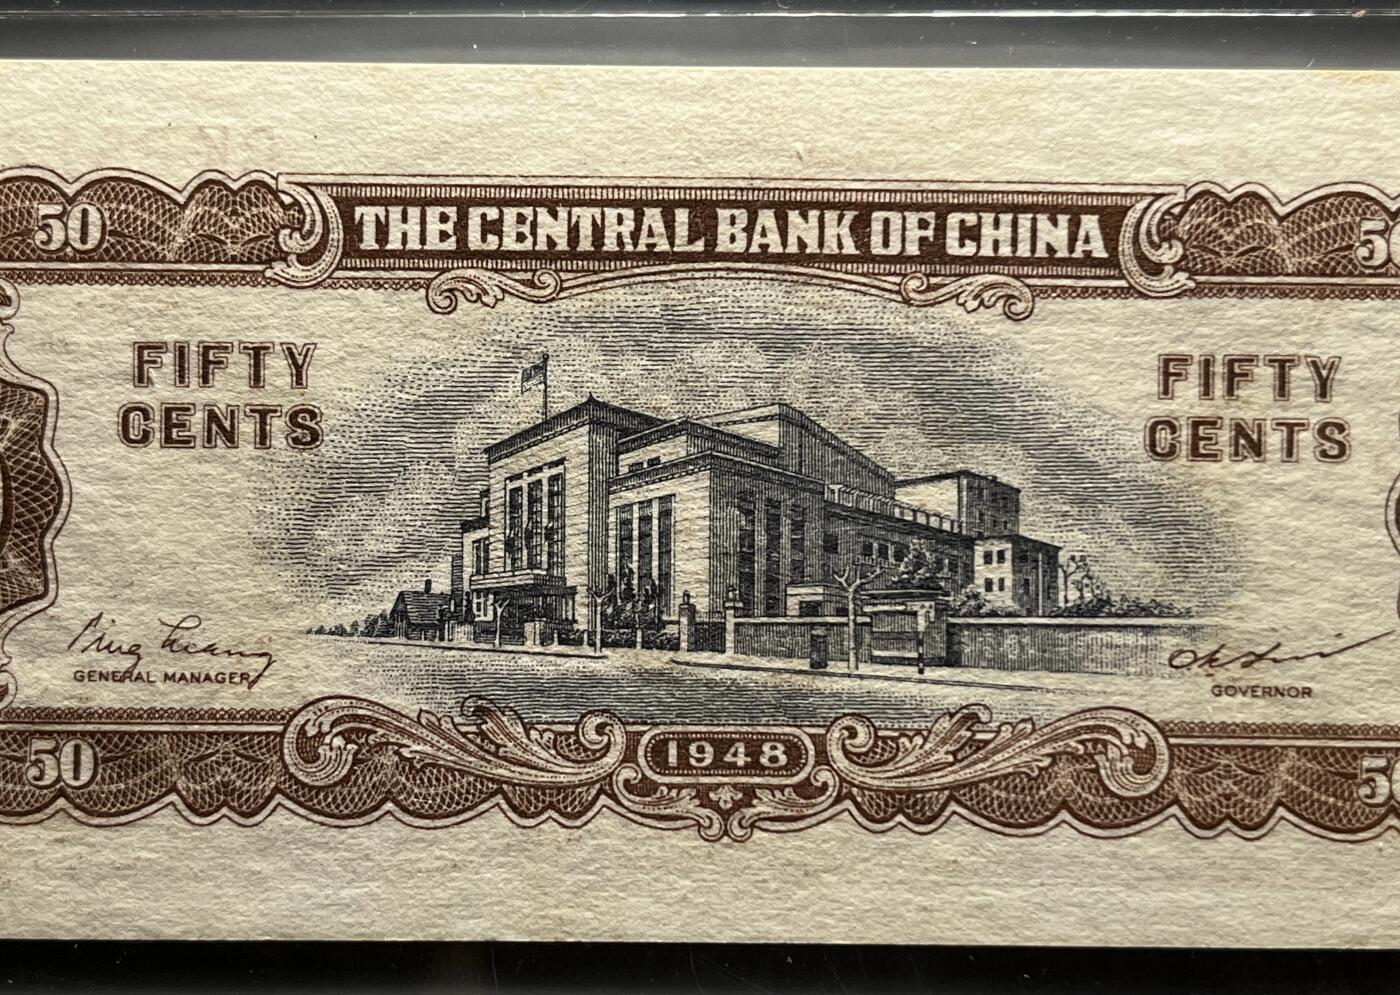 50
THE CENTRAL BANK OF CHINA
FIFTY
CENTS
FIFTY
CENTS
GENERAL MANAGER
GOVERNOR
50
1948